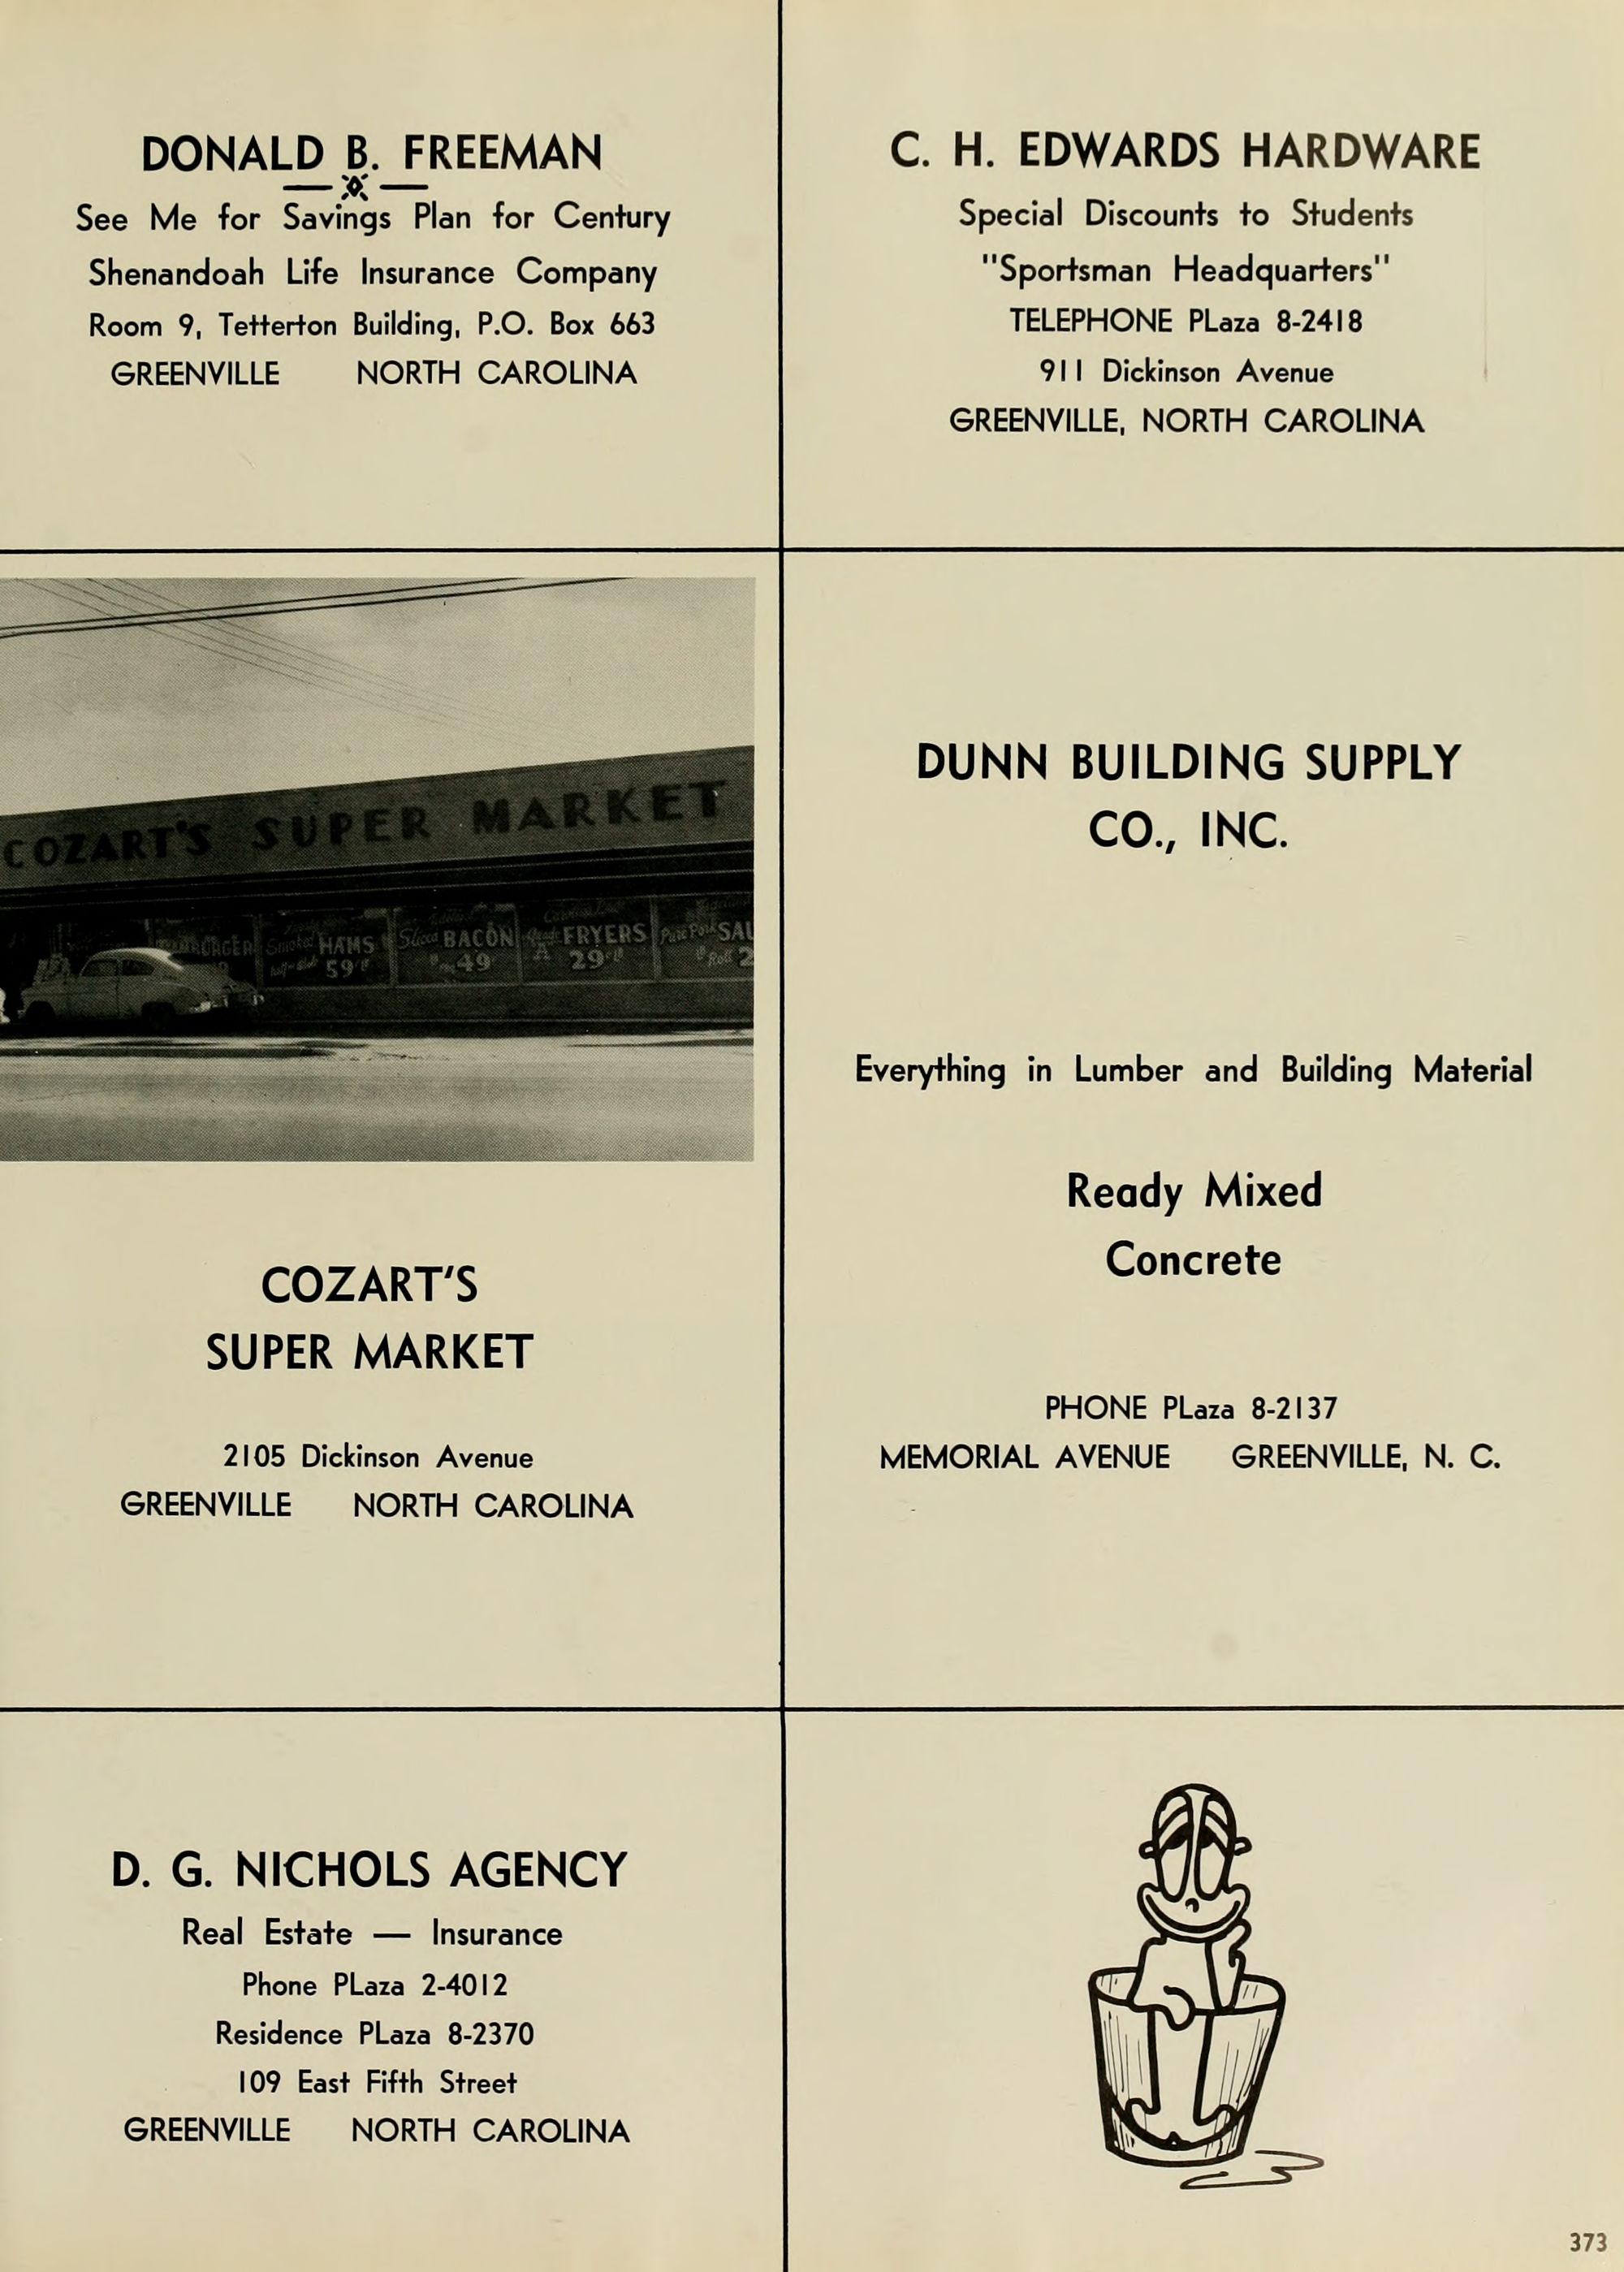 DONALD B. FREEMAN
See Me for Savings Plan for Century
Shenandoah Life Insurance Company
Room 9, Tetterton Building, P.O. Box 663
GREENVILLE NORTH CAROLINA
C. H. EDWARDS HARDWARE
Special Discounts to Students
"Sportsman Headquarters"
TELEPHONE PLaza 8-2418
911 Dickinson Avenue
GREENVILLE, NORTH CAROLINA
COZART'S SUPER MARKET
Smoked HAMS
59
Sliced BACON
49
FRYERS
29
Pure Pork
Roll
COZART'S
SUPER MARKET
2105 Dickinson Avenue
GREENVILLE NORTH CAROLINA
DUNN BUILDING SUPPLY
CO., INC.
Everything in Lumber and Building Material
Ready Mixed
Concrete
PHONE PLaza 8-2137
MEMORIAL AVENUE GREENVILLE, N. C.
D. G. NICHOLS AGENCY
Real Estate — Insurance
Phone PLaza 2-4012
Residence PLaza 8-2370
109 East Fifth Street
GREENVILLE NORTH CAROLINA
373